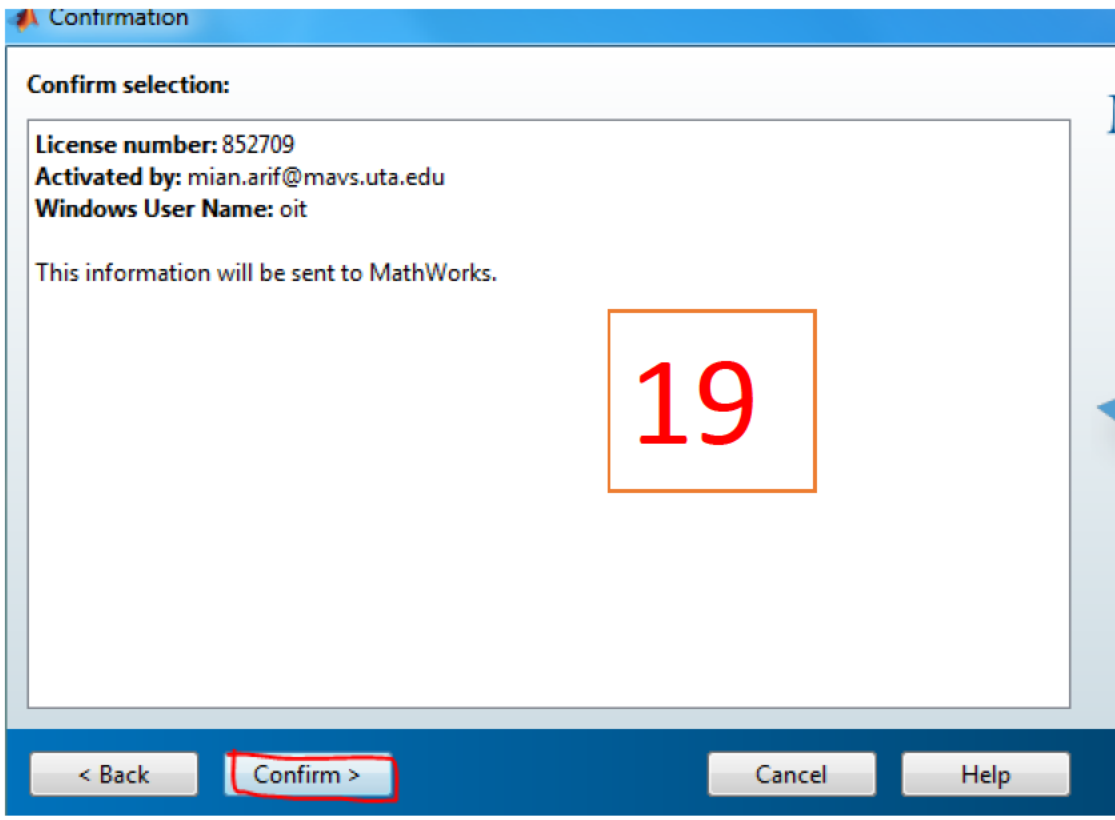 Confirmation
Confirm selection:
License number: 852709
Activated by: mian.arif@mavs.uta.edu
Windows User Name: oit
This information will be sent to MathWorks.
19
< Back Confirm > Cancel Help